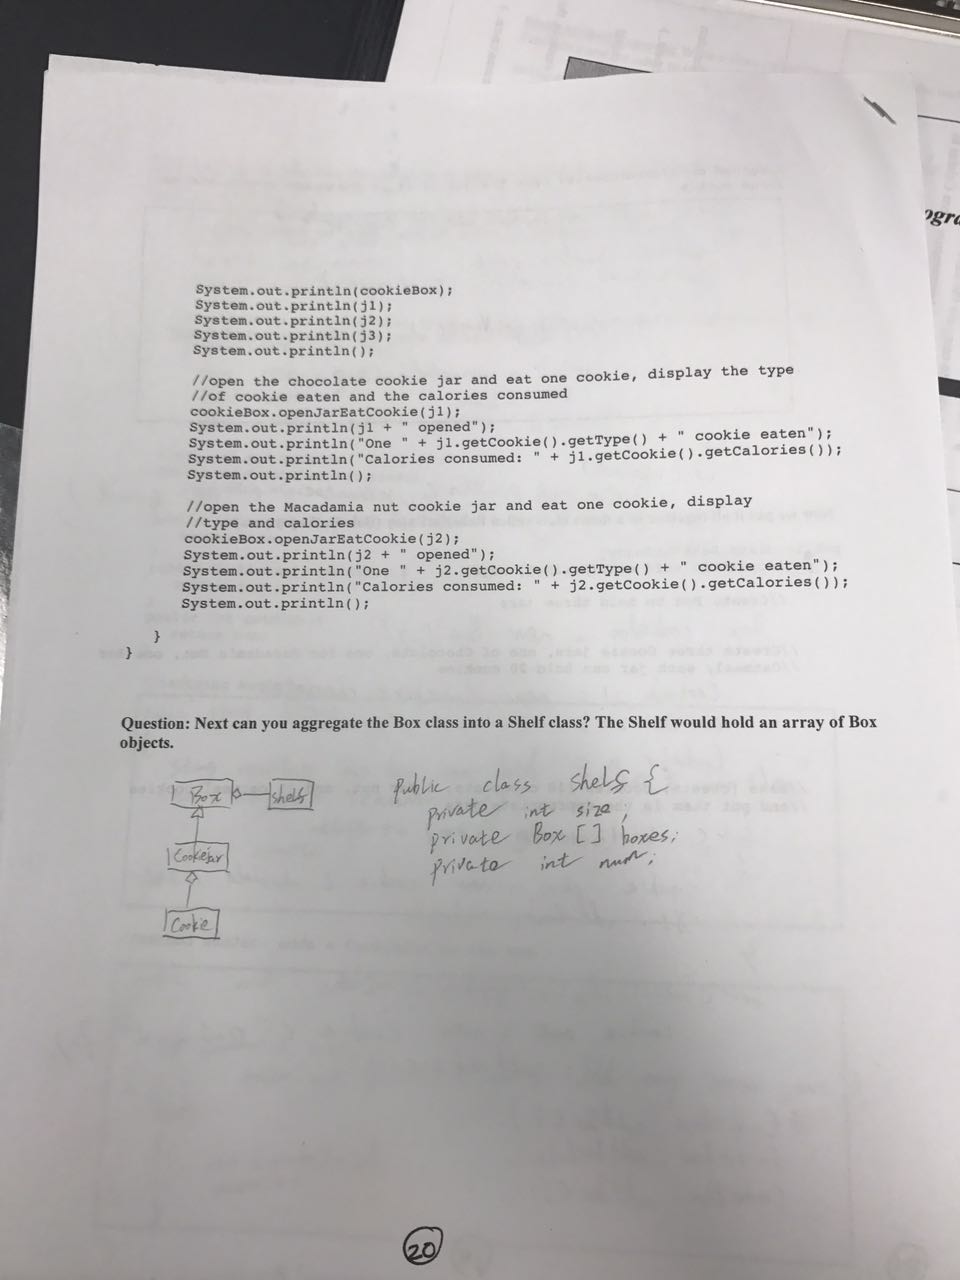 ogra
System.out.println(cookieBox);
System.out.println(j1);
System.out.println(j2);
System.out.println(j3);
System.out.println();
//open the chocolate cookie jar and eat one cookie, display the type
//of cookie eaten and the calories consumed
cookieBox.openJarEatCookie(j1);
System.out.println(j1 + " opened");
System.out.println("One " + j1.getCookie().getType() + " cookie eaten");
System.out.println("Calories consumed: " + j1.getCookie().getCalories());
System.out.println();
//open the Macadamia nut cookie jar and eat one cookie, display
//type and calories
cookieBox.openJarEatCookie(j2);
System.out.println(j2 + " opened");
System.out.println("One " + j2.getCookie().getType() + " cookie eaten");
System.out.println("Calories consumed: " + j2.getCookie().getCalories());
System.out.println();
}
}
Question: Next can you aggregate the Box class into a Shelf class? The Shelf would hold an array of Box
objects.
Box
shelf
CookieJar
Cookie
public class shelf {
private int size;
private Box [] boxes;
private int num;
20